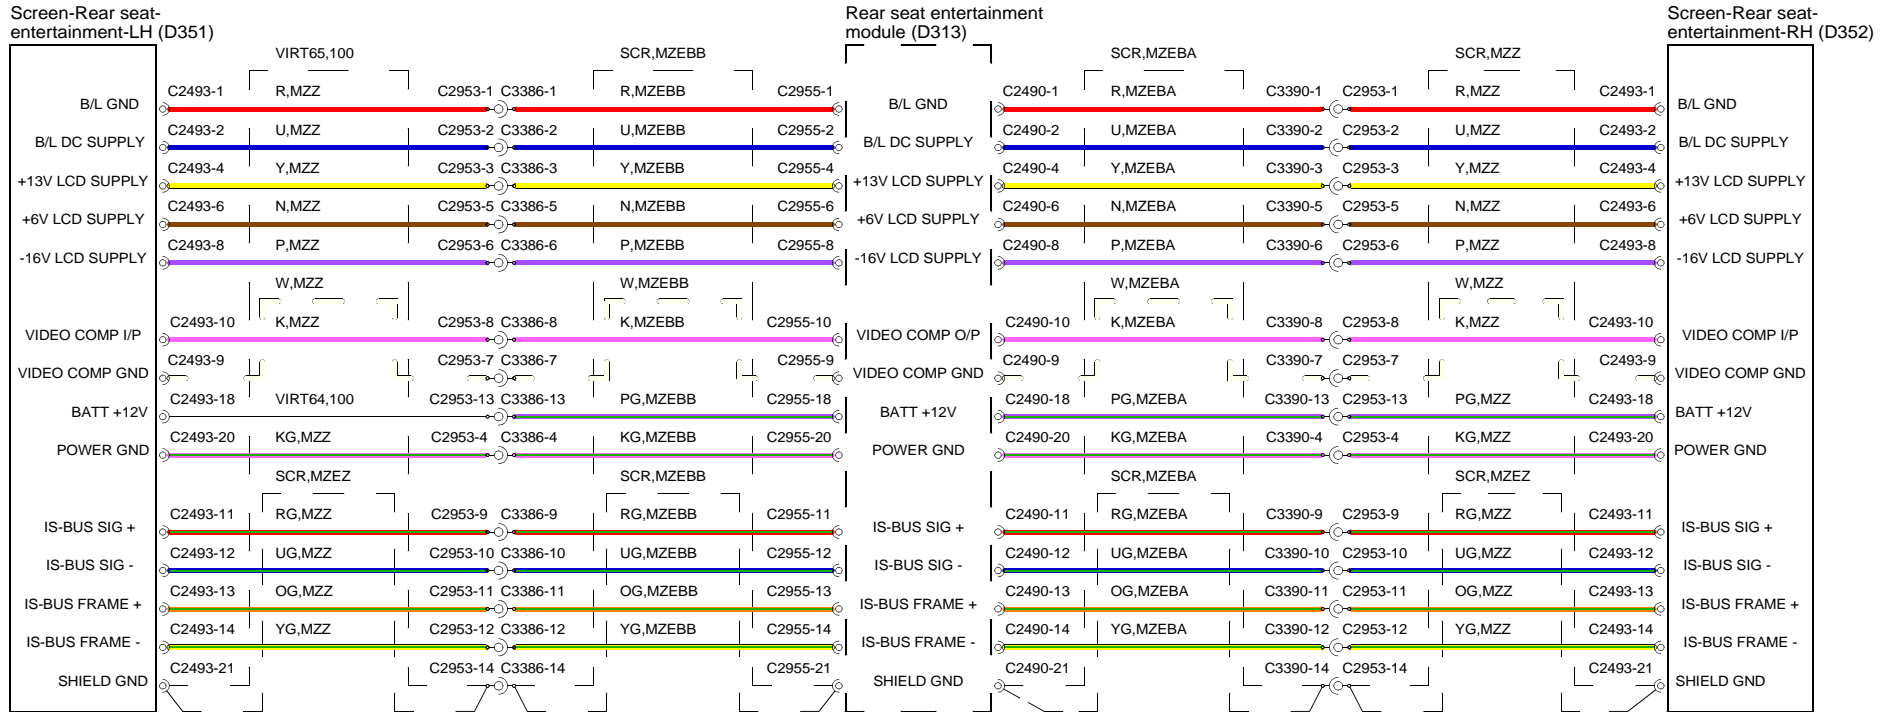 Screen-Rear seat-
entertainment-LH (D351)
Rear seat entertainment
module (D313)
Screen-Rear seat-
entertainment-RH (D352)
VIRT65,100 SCR,MZEBB SCR,MZEBA SCR,MZZ
B/L GND C2493-1 R,MZZ C2953-1 C3386-1 R,MZEBB C2955-1 B/L GND C2490-1 R,MZEBA C3390-1 C2953-1 R,MZZ C2493-1 B/L GND
B/L DC SUPPLY C2493-2 U,MZZ C2953-2 C3386-2 U,MZEBB C2955-2 B/L DC SUPPLY C2490-2 U,MZEBA C3390-2 C2953-2 U,MZZ C2493-2 B/L DC SUPPLY
+13V LCD SUPPLY C2493-4 Y,MZZ C2953-3 C3386-3 Y,MZEBB C2955-4 +13V LCD SUPPLY C2490-4 Y,MZEBA C3390-3 C2953-3 Y,MZZ C2493-4 +13V LCD SUPPLY
+6V LCD SUPPLY C2493-6 N,MZZ C2953-5 C3386-5 N,MZEBB C2955-6 +6V LCD SUPPLY C2490-6 N,MZEBA C3390-5 C2953-5 N,MZZ C2493-6 +6V LCD SUPPLY
-16V LCD SUPPLY C2493-8 P,MZZ C2953-6 C3386-6 P,MZEBB C2955-8 -16V LCD SUPPLY C2490-8 P,MZEBA C3390-6 C2953-6 P,MZZ C2493-8 -16V LCD SUPPLY
W,MZZ W,MZEBB W,MZEBA W,MZZ
VIDEO COMP I/P C2493-10 K,MZZ C2953-8 C3386-8 K,MZEBB C2955-10 VIDEO COMP O/P C2490-10 K,MZEBA C3390-8 C2953-8 K,MZZ C2493-10 VIDEO COMP I/P
VIDEO COMP GND C2493-9 C2953-7 C3386-7 C2955-9 VIDEO COMP GND C2490-9 C3390-7 C2953-7 C2493-9 VIDEO COMP GND
BATT +12V C2493-18 VIRT64,100 C2953-13 C3386-13 PG,MZEBB C2955-18 BATT +12V C2490-18 PG,MZEBA C3390-13 C2953-13 PG,MZZ C2493-18 BATT +12V
POWER GND C2493-20 KG,MZZ C2953-4 C3386-4 KG,MZEBB C2955-20 POWER GND C2490-20 KG,MZEBA C3390-4 C2953-4 KG,MZZ C2493-20 POWER GND
SCR,MZEZ SCR,MZEBB SCR,MZEBA SCR,MZEZ
IS-BUS SIG + C2493-11 RG,MZZ C2953-9 C3386-9 RG,MZEBB C2955-11 IS-BUS SIG + C2490-11 RG,MZEBA C3390-9 C2953-9 RG,MZZ C2493-11 IS-BUS SIG +
IS-BUS SIG - C2493-12 UG,MZZ C2953-10 C3386-10 UG,MZEBB C2955-12 IS-BUS SIG - C2490-12 UG,MZEBA C3390-10 C2953-10 UG,MZZ C2493-12 IS-BUS SIG -
IS-BUS FRAME + C2493-13 OG,MZZ C2953-11 C3386-11 OG,MZEBB C2955-13 IS-BUS FRAME + C2490-13 OG,MZEBA C3390-11 C2953-11 OG,MZZ C2493-13 IS-BUS FRAME +
IS-BUS FRAME - C2493-14 YG,MZZ C2953-12 C3386-12 YG,MZEBB C2955-14 IS-BUS FRAME - C2490-14 YG,MZEBA C3390-12 C2953-12 YG,MZZ C2493-14 IS-BUS FRAME -
SHIELD GND C2493-21 C2953-14 C3386-14 C2955-21 SHIELD GND C2490-21 C3390-14 C2953-14 C2493-21 SHIELD GND